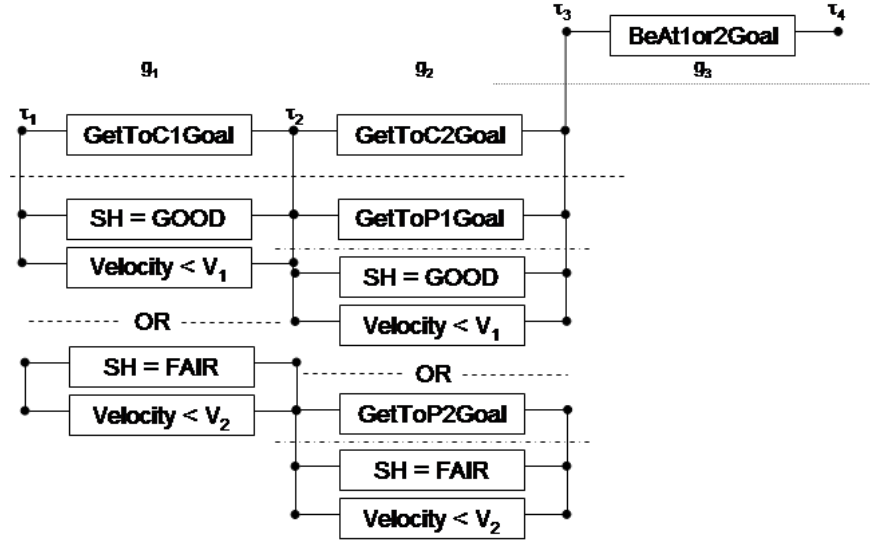 τ₃ τ₄
BeAt1or2Goal
g₁ g₂ g₃
τ₁ τ₂
GetToC1Goal GetToC2Goal
SH = GOOD GetToP1Goal
Velocity < V₁ SH = GOOD
OR Velocity < V₁
SH = FAIR OR
Velocity < V₂ GetToP2Goal
SH = FAIR
Velocity < V₂